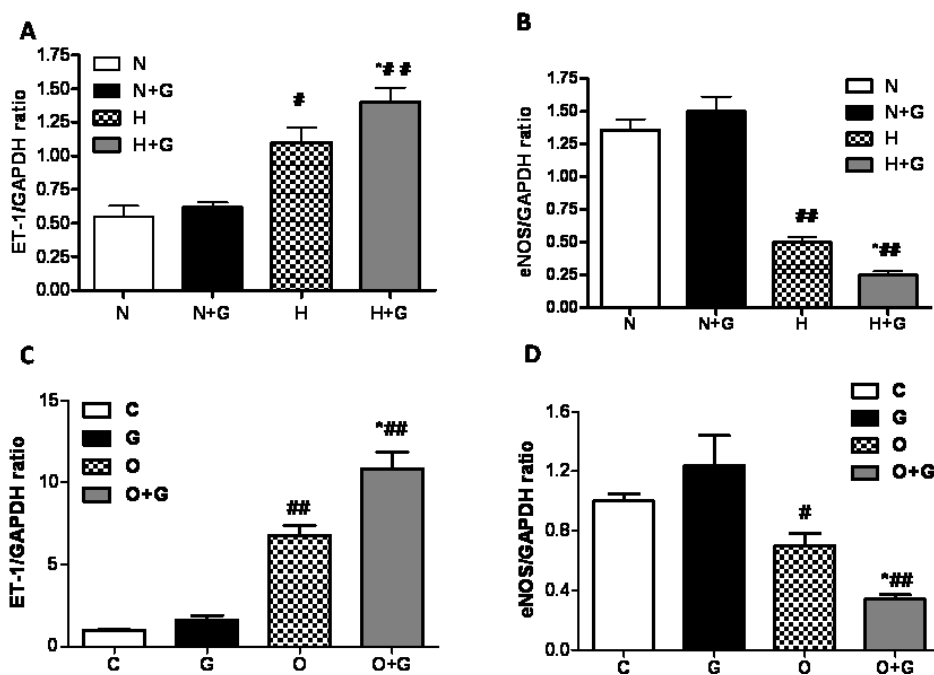 A
ET-1/GAPDH ratio
1.75
1.50
1.25
1.00
0.75
0.50
0.25
0.00
N
N+G
H
H+G
#
*##
N
N+G
H
H+G
B
eNOS/GAPDH ratio
1.75
1.50
1.25
1.00
0.75
0.50
0.25
0.00
N
N+G
H
H+G
##
*##
N
N+G
H
H+G
C
ET-1/GAPDH ratio
15
10
5
0
C
G
O
O+G
##
*##
C
G
O
O+G
D
eNOS/GAPDH ratio
1.6
1.2
0.8
0.4
0.0
C
G
O
O+G
#
*##
C
G
O
O+G